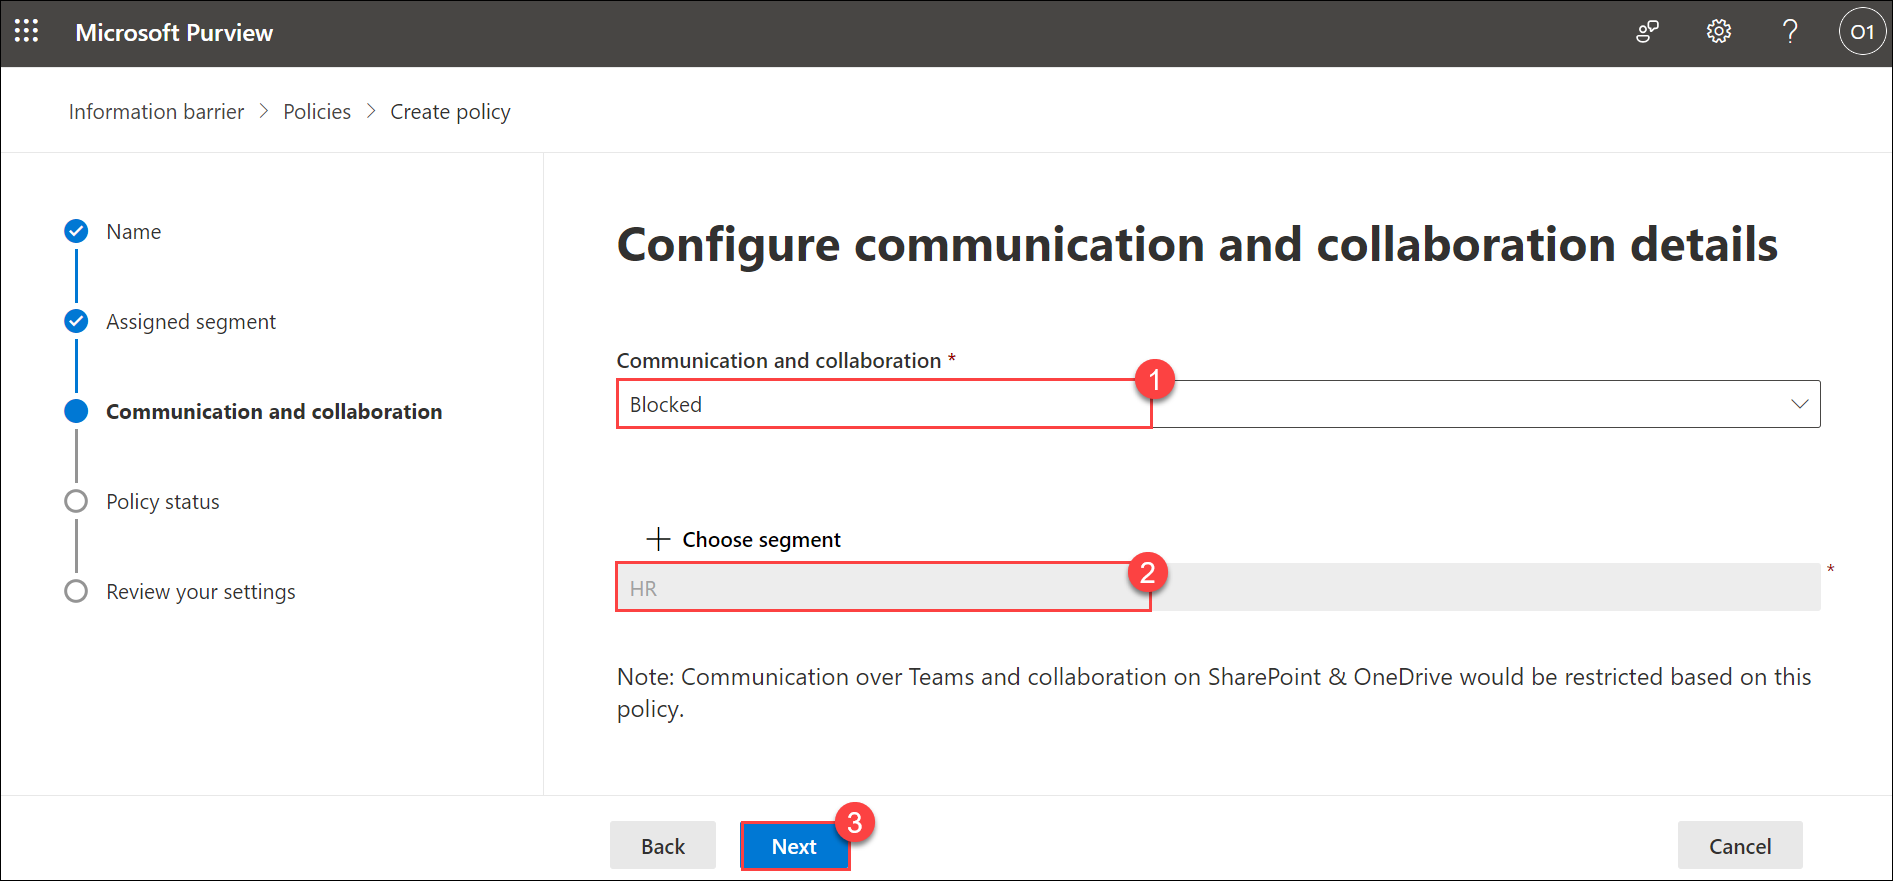 Microsoft Purview
?
O1
Information barrier > Policies > Create policy
Name
Assigned segment
Communication and collaboration
Policy status
Review your settings
Configure communication and collaboration details
Communication and collaboration *
1
Blocked
+ Choose segment
2
HR
*
Note: Communication over Teams and collaboration on SharePoint & OneDrive would be restricted based on this
policy.
3
Back
Next
Cancel